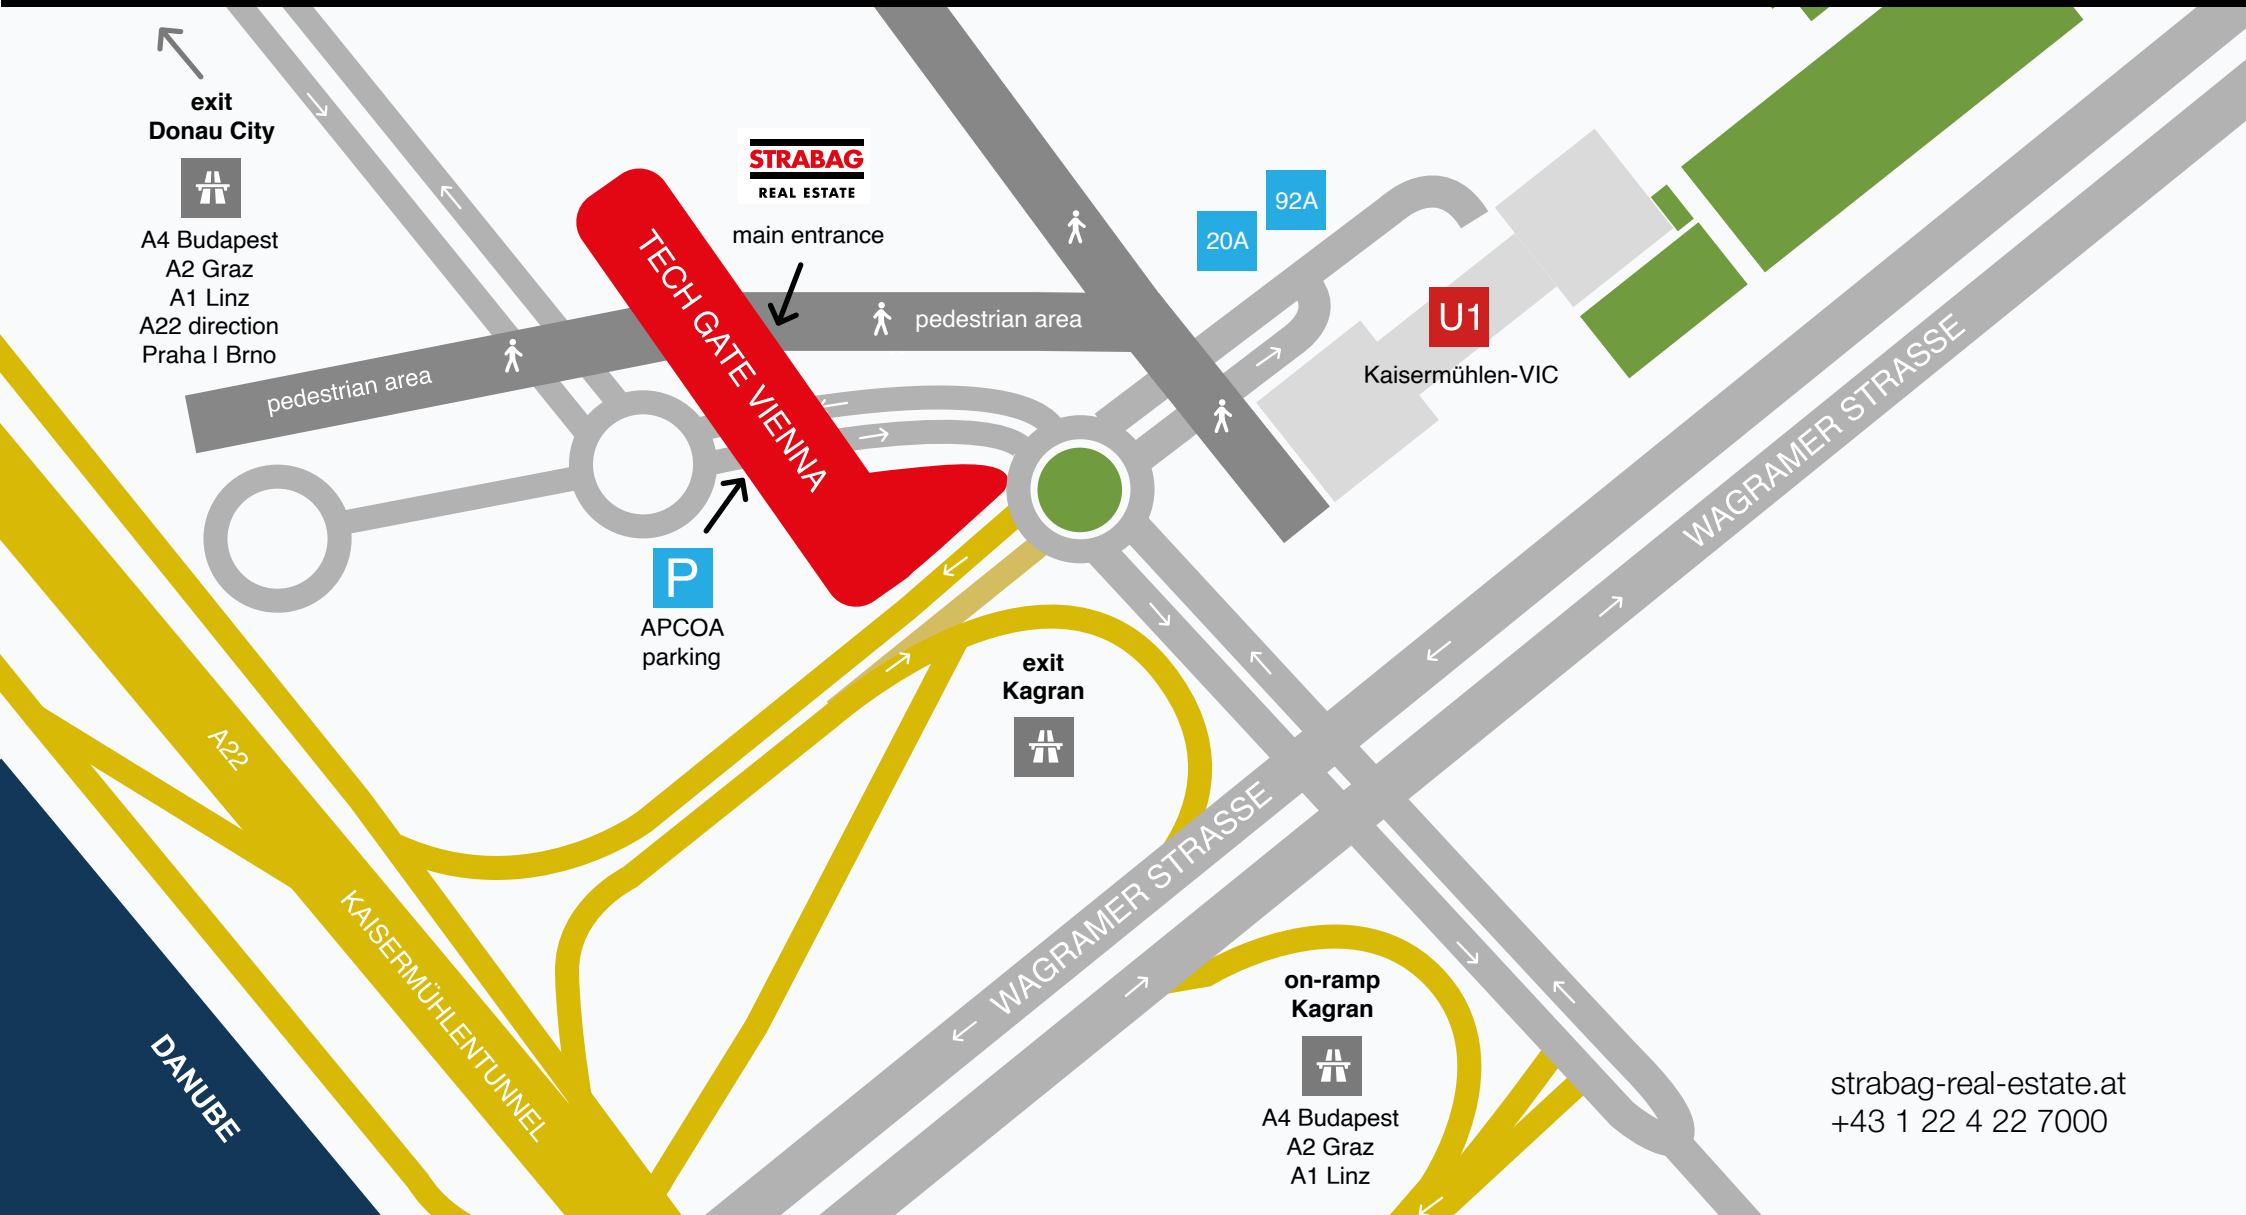 exit
Donau City
A4 Budapest
A2 Graz
A1 Linz
A22 direction
Praha | Brno
STRABAG
REAL ESTATE
main entrance
TECH GATE VIENNA
pedestrian area
pedestrian area
92A
20A
U1
Kaisermühlen-VIC
WAGRAMER STRASSE
P
APCOA
parking
exit
Kagran
A22
KAISERMÜHLENTUNNEL
DANUBE
WAGRAMER STRASSE
on-ramp
Kagran
A4 Budapest
A2 Graz
A1 Linz
strabag-real-estate.at
+43 1 22 4 22 7000